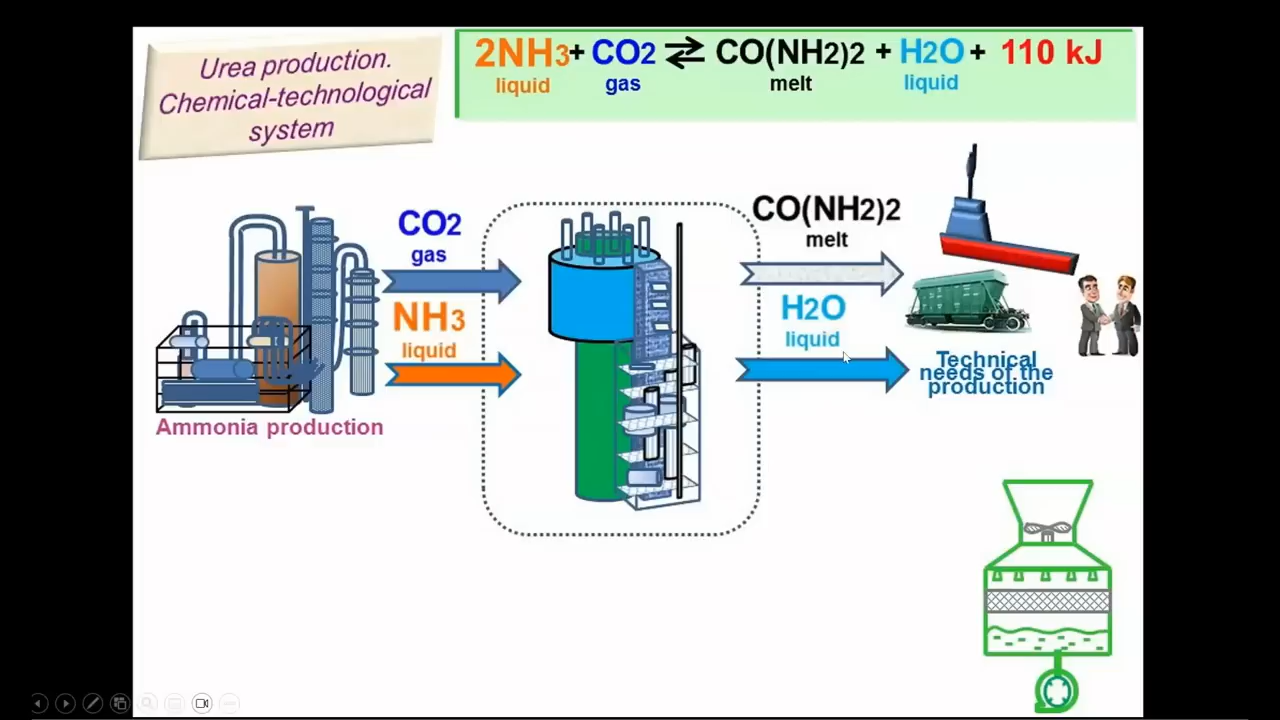 Urea production.
Chemical-technological
system
2NH3+ CO2 ⇄ CO(NH2)2 + H2O + 110 kJ
liquid gas melt liquid
CO2
gas
NH3
liquid
Ammonia production
CO(NH2)2
melt
H2O
liquid
Technical
needs of the
production